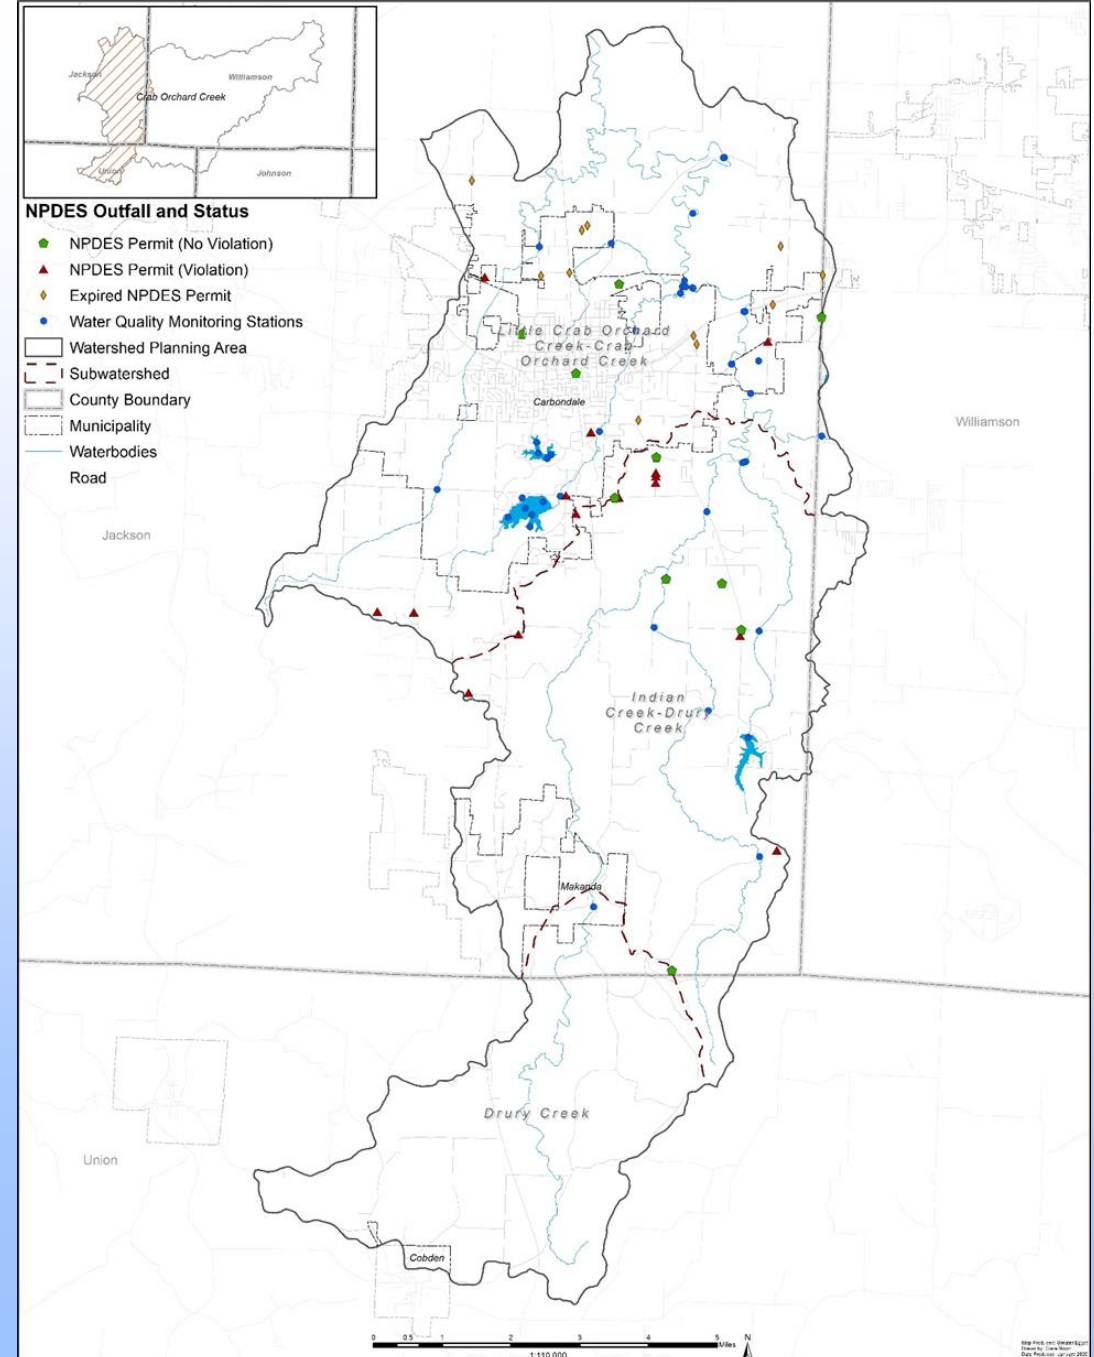 Jackson
Williamson
Crab Orchard Creek
Union
Johnson
NPDES Outfall and Status
NPDES Permit (No Violation)
NPDES Permit (Violation)
Expired NPDES Permit
Water Quality Monitoring Stations
Watershed Planning Area
Subwatershed
County Boundary
Municipality
Waterbodies
Road
Little Crab Orchard
Creek-Crab
Orchard Creek
Carbondale
Williamson
Jackson
Indian
Creek-Drury
Creek
Makanda
Drury Creek
Union
Cobden
0 0.5 1 2 3 4 5
Miles
N
1:110,000